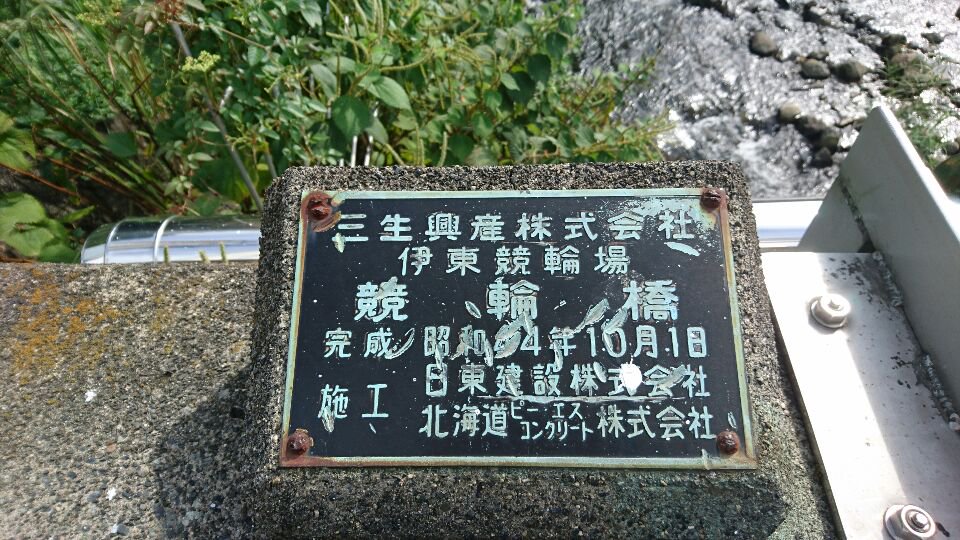 三生興産株式会社
伊東競輪場
競輪橋
完成 昭和44年10月1日
施工 日東建設株式会社
北海道ピー・エスコンクリート株式会社